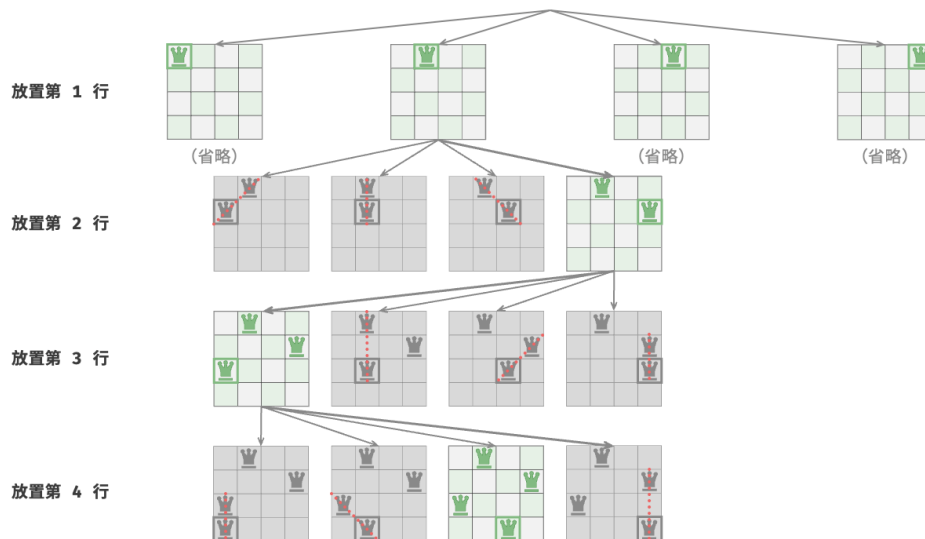 放置第 1 行
（省略）
（省略）
（省略）
放置第 2 行
放置第 3 行
放置第 4 行